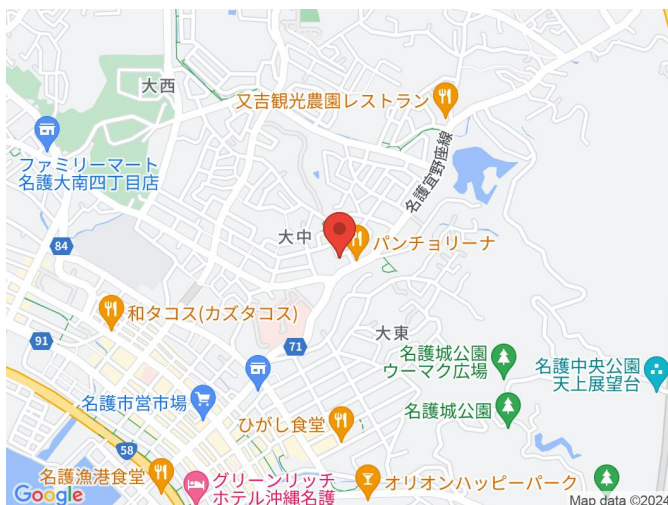 大西
又吉観光農園レストラン
ファミリーマート
名護大南四丁目店
名護宜野座線
84
大中
パンチョリーナ
和タコス(カズタコス)
91
71
大東
名護城公園
ウーマク広場
名護中央公園
天上展望台
名護市営市場
名護城公園
ひがし食堂
58
名護漁港食堂
グリーンリッチ
ホテル沖縄名護
オリオンハッピーパーク
Google
Map data ©2024